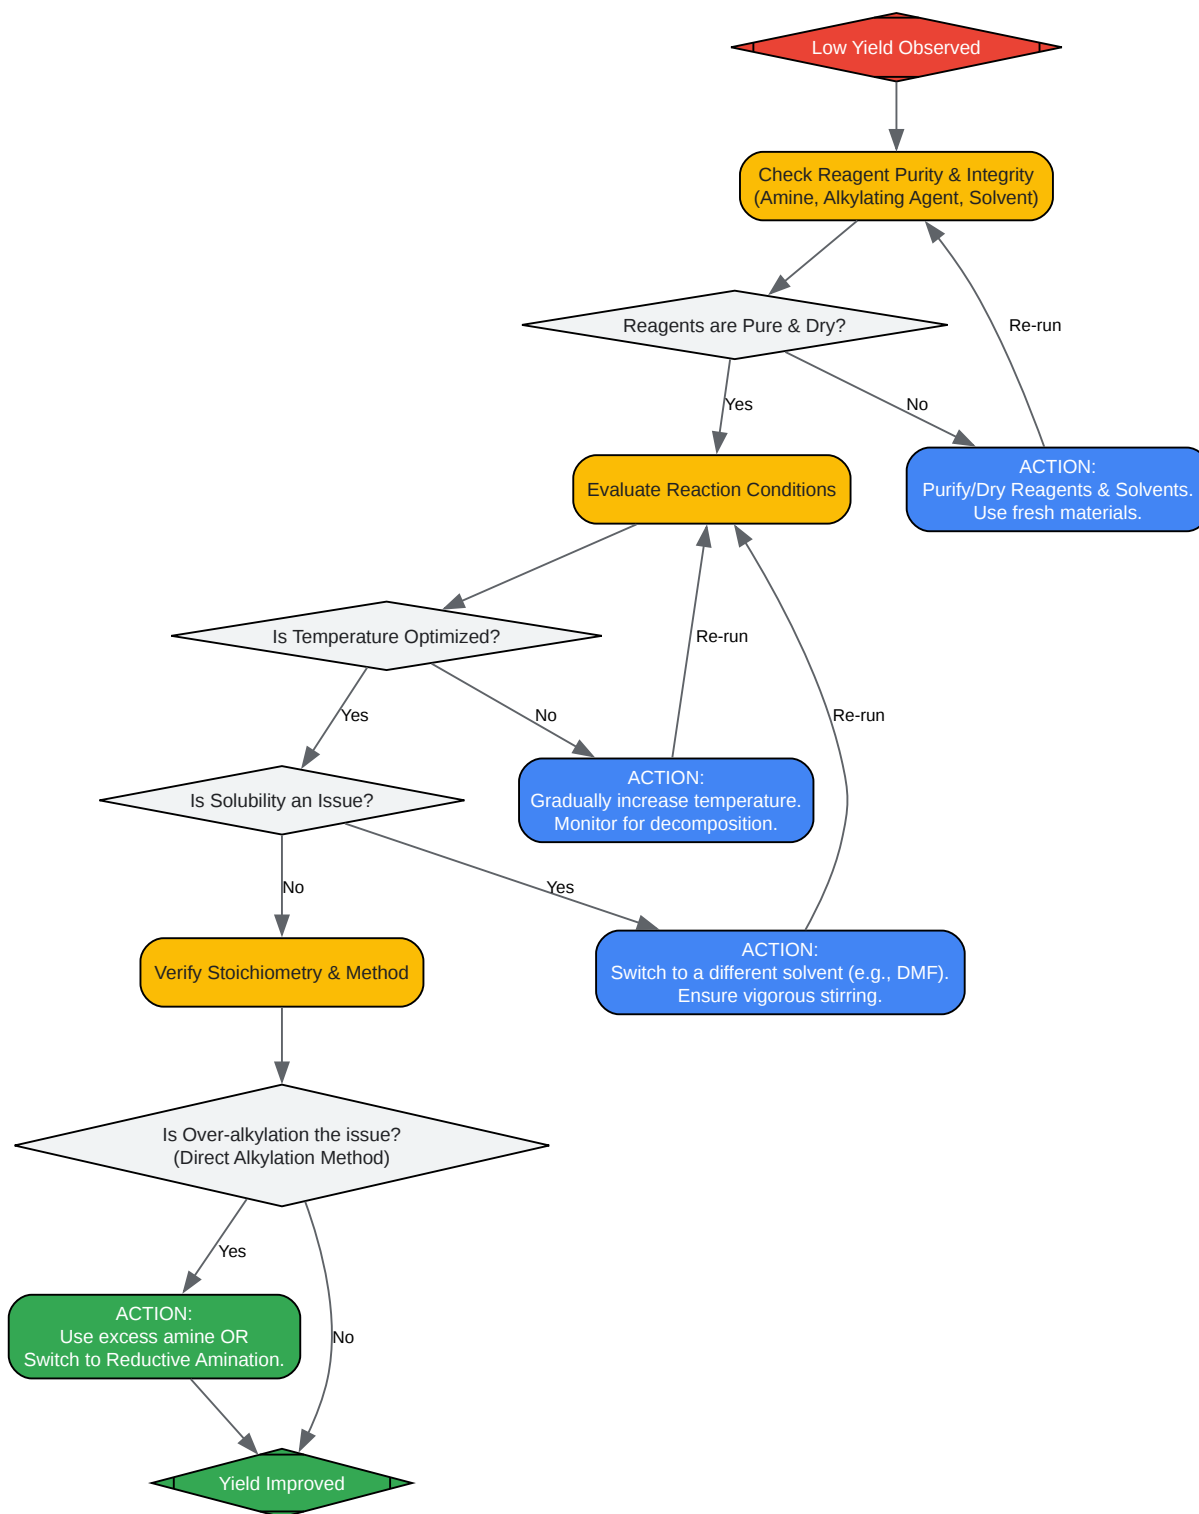 Low Yield Observed
Check Reagent Purity & Integrity
(Amine, Alkylating Agent, Solvent)
Reagents are Pure & Dry?
Re-run
Yes
No
ACTION:
Purify/Dry Reagents & Solvents.
Use fresh materials.
Evaluate Reaction Conditions
Is Temperature Optimized?
Re-run
Yes
No
Re-run
ACTION:
Gradually increase temperature.
Monitor for decomposition.
Is Solubility an Issue?
No
Yes
ACTION:
Switch to a different solvent (e.g., DMF).
Ensure vigorous stirring.
Verify Stoichiometry & Method
Is Over-alkylation the issue?
(Direct Alkylation Method)
Yes
No
ACTION:
Use excess amine OR
Switch to Reductive Amination.
Yield Improved